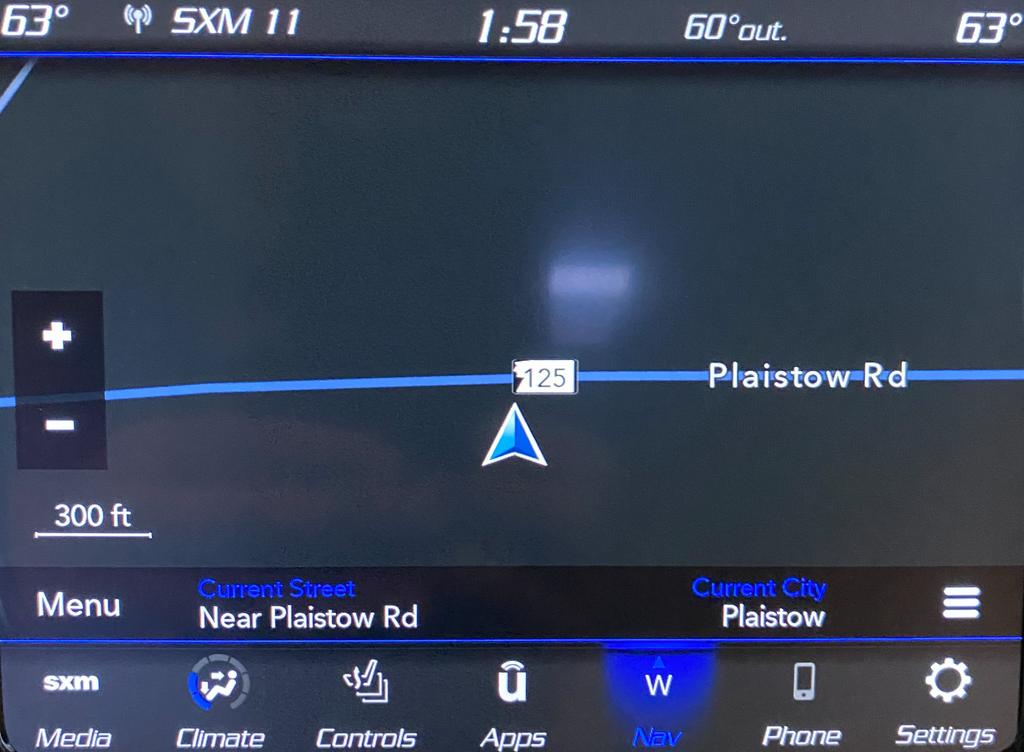 63° SXM 11 1:58 60° out. 63°
125 Plaistow Rd
300 ft
Menu
Current Street
Near Plaistow Rd
Current City
Plaistow
sxm u W
Media Climate Controls Apps Nav Phone Settings